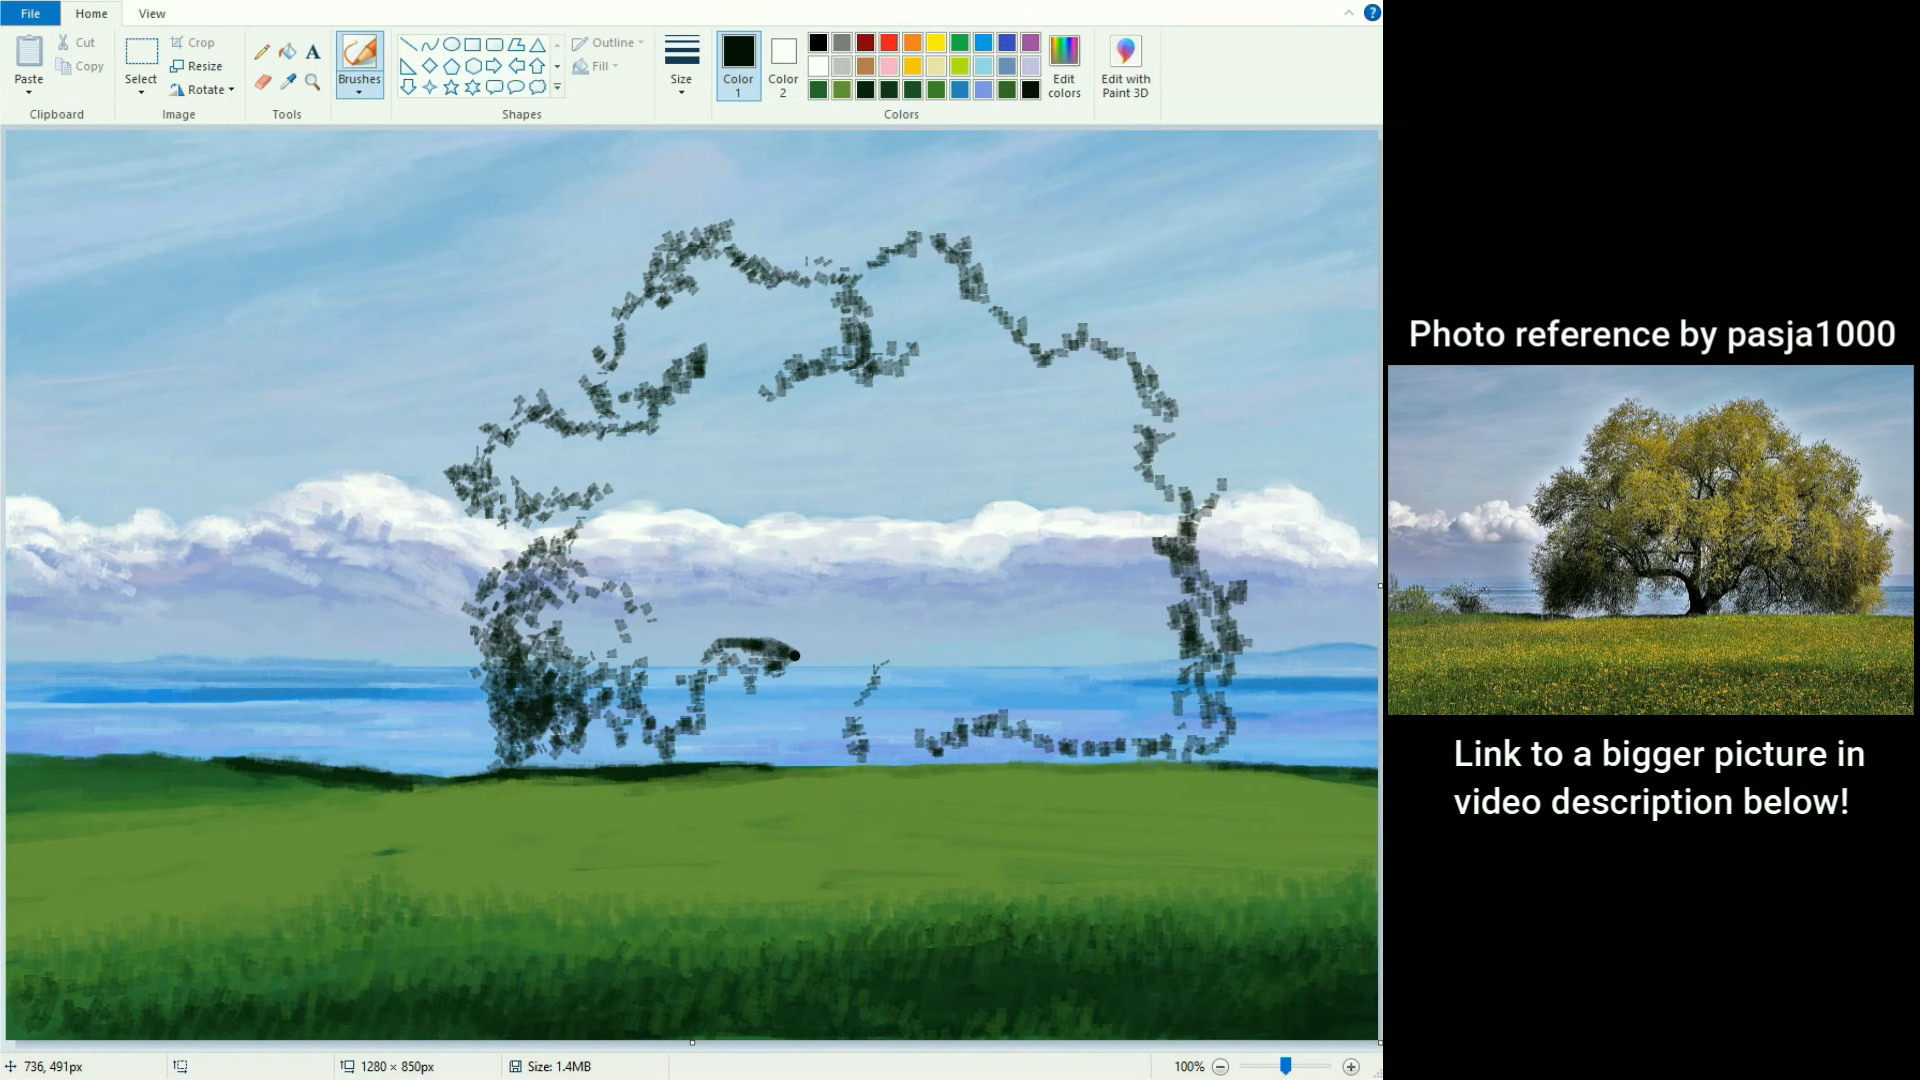 File Home View
Paste Cut Copy
Clipboard
Select Crop Resize Rotate
Image
A
Tools
Brushes
Outline Fill
Shapes
Size
Color 1
Color 2
Edit colors
Colors
Edit with Paint 3D
Photo reference by pasja1000
Link to a bigger picture in
video description below!
736, 491px
1280 × 850px
Size: 1.4MB
100%